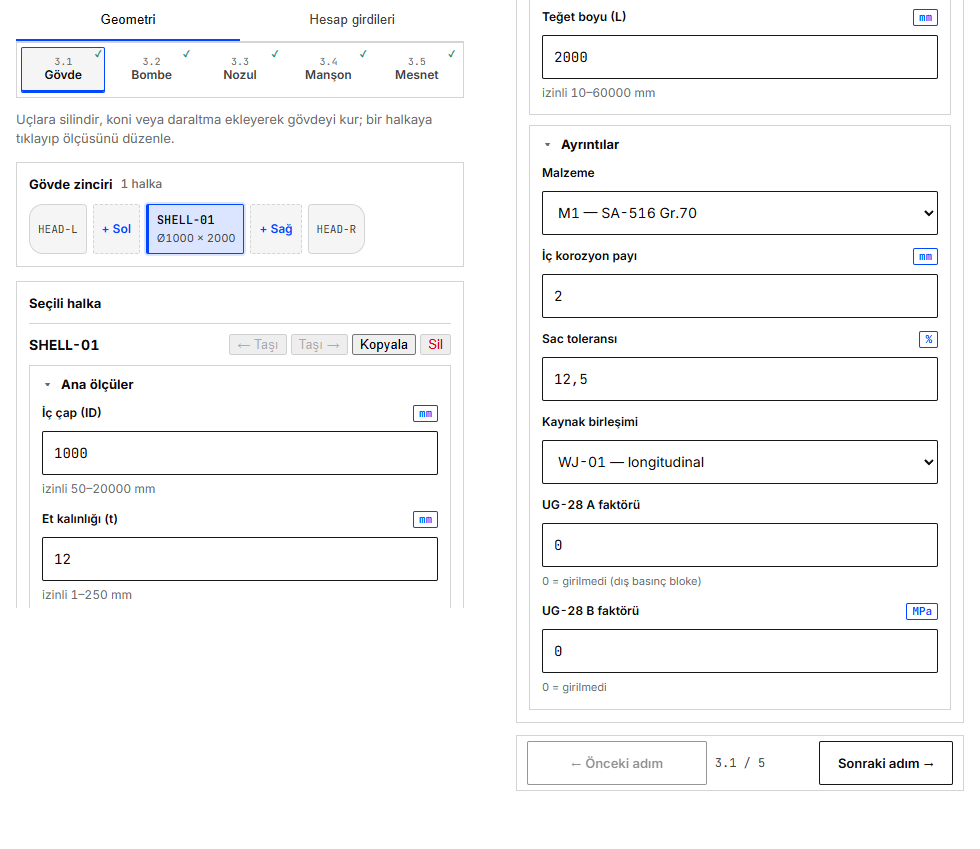 Geometri
Hesap girdileri
3.1 ✓
Gövde
3.2 ✓
Bombe
3.3 ✓
Nozul
3.4 ✓
Manşon
3.5 ✓
Mesnet
Uçlara silindir, koni veya daraltma ekleyerek gövdeyi kur; bir halkaya
tıklayıp ölçüsünü düzenle.
Gövde zinciri 1 halka
HEAD-L
+ Sol
SHELL-01
Ø1000 × 2000
+ Sağ
HEAD-R
Seçili halka
SHELL-01
← Taşı
Taşı →
Kopyala
Sil
Ana ölçüler
İç çap (ID) mm
1000
izinli 50–20000 mm
Et kalınlığı (t) mm
12
izinli 1–250 mm
Teğet boyu (L) mm
2000
izinli 10–60000 mm
Ayrıntılar
Malzeme
M1 — SA-516 Gr.70
İç korozyon payı mm
2
Sac toleransı %
12,5
Kaynak birleşimi
WJ-01 — longitudinal
UG-28 A faktörü
0
0 = girilmedi (dış basınç bloke)
UG-28 B faktörü MPa
0
0 = girilmedi
← Önceki adım
3.1 / 5
Sonraki adım →